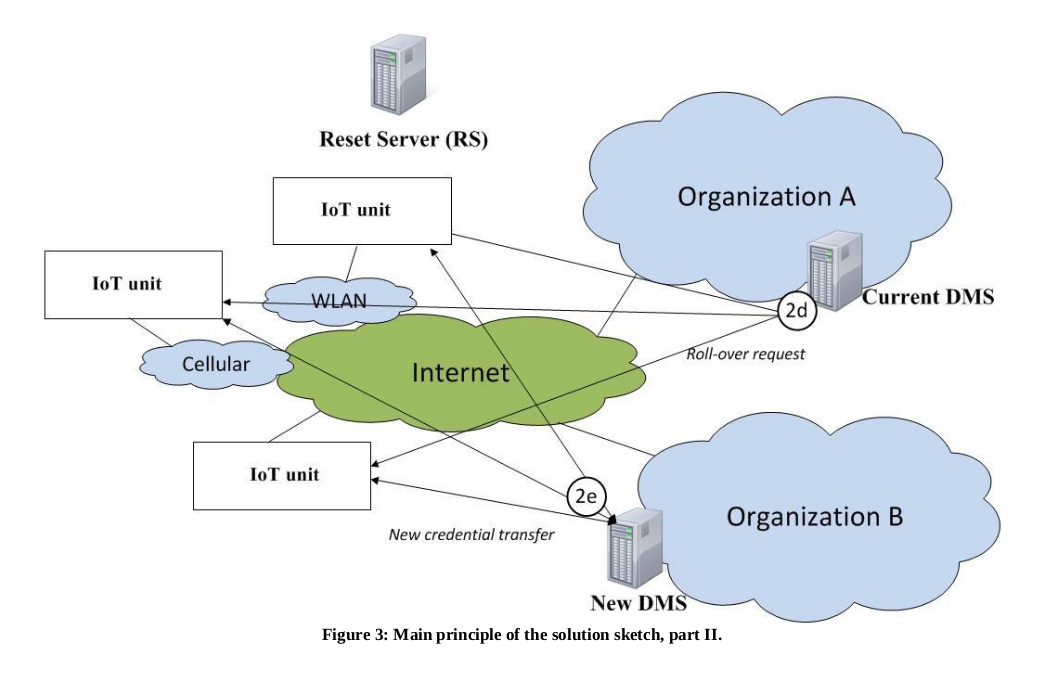 Reset Server (RS)
Organization A
IoT unit
IoT unit
WLAN
Current DMS
2d
Roll-over request
Cellular
Internet
IoT unit
2e
Organization B
New credential transfer
New DMS
Figure 3: Main principle of the solution sketch, part II.